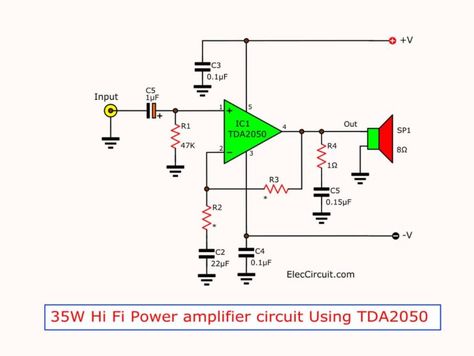 +V
C3
0.1µF
C5
1µF
Input
+
1
5
IC1
TDA2050
4
Out
SP1
8Ω
R1
47K
2
3
R4
1Ω
R3
*
C5
0.15µF
R2
*
-V
C2
22µF
C4
0.1µF
ElecCircuit.com
35W Hi Fi Power amplifier circuit Using TDA2050